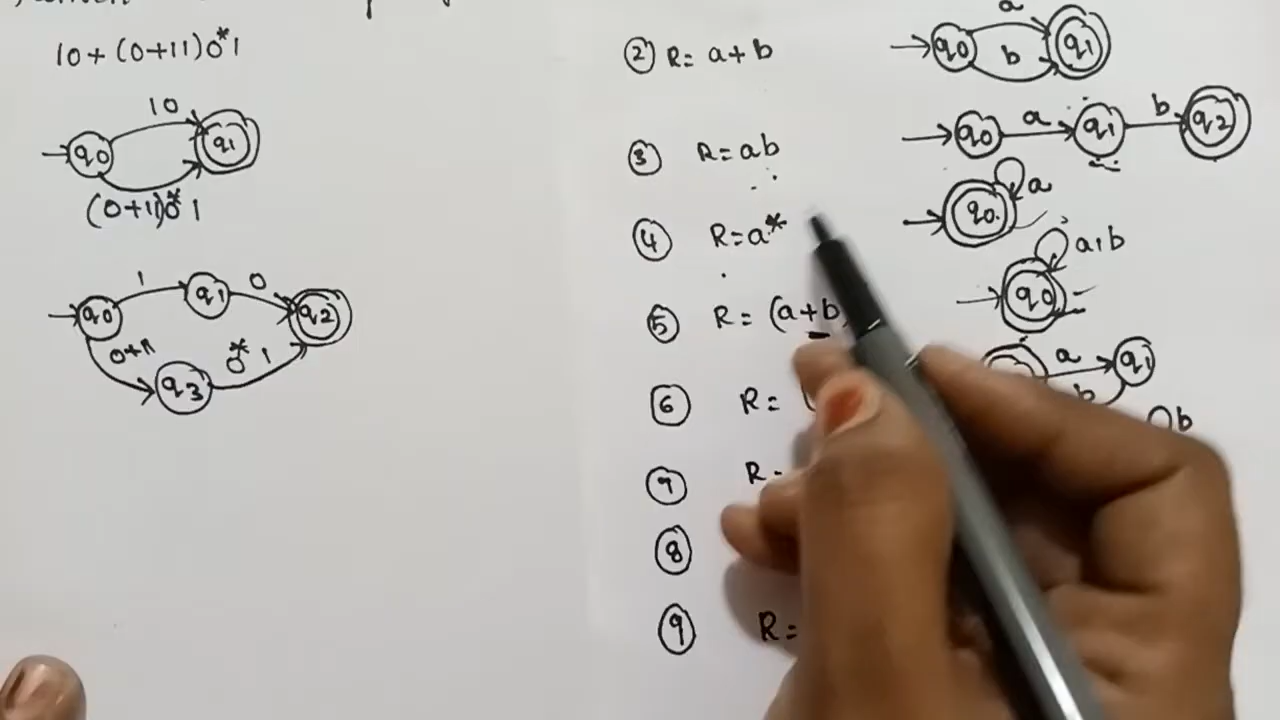 10 + (0+11)0*1
10
q0
q1
(0+11)0*1
1
0
q0
q1
q2
0+11
0*1
q3
② R= a+b
a
q0
b
q1
③ R=ab
q0
a
q1
b
q2
④ R=a*
q0
a
⑤ R= (a+b
q0
a,b
⑥ R= (
a
q1
b
R=
b
⑧
⑨ R=